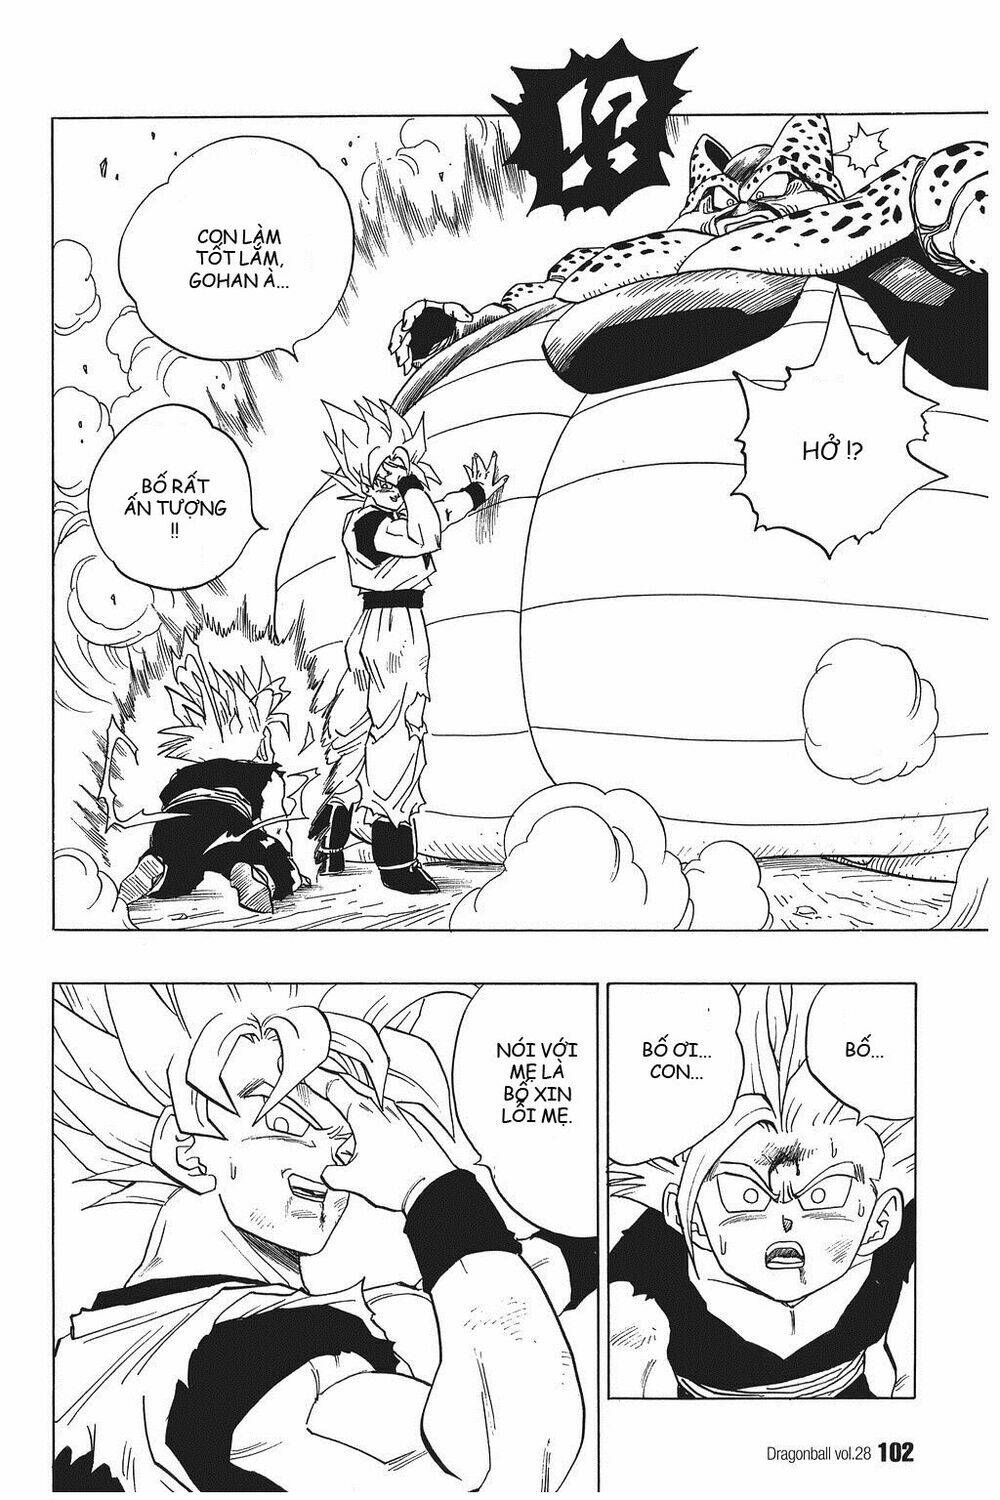 !?
HỞ !?
CON LÀM
TỐT LẮM,
GOHAN À...
BỐ RẤT
ẤN TƯỢNG
!!
BỐ...
BỐ ƠI...
CON...
NÓI VỚI
MẸ LÀ
BỐ XIN
LỖI MẸ.
Dragonball vol.28 102